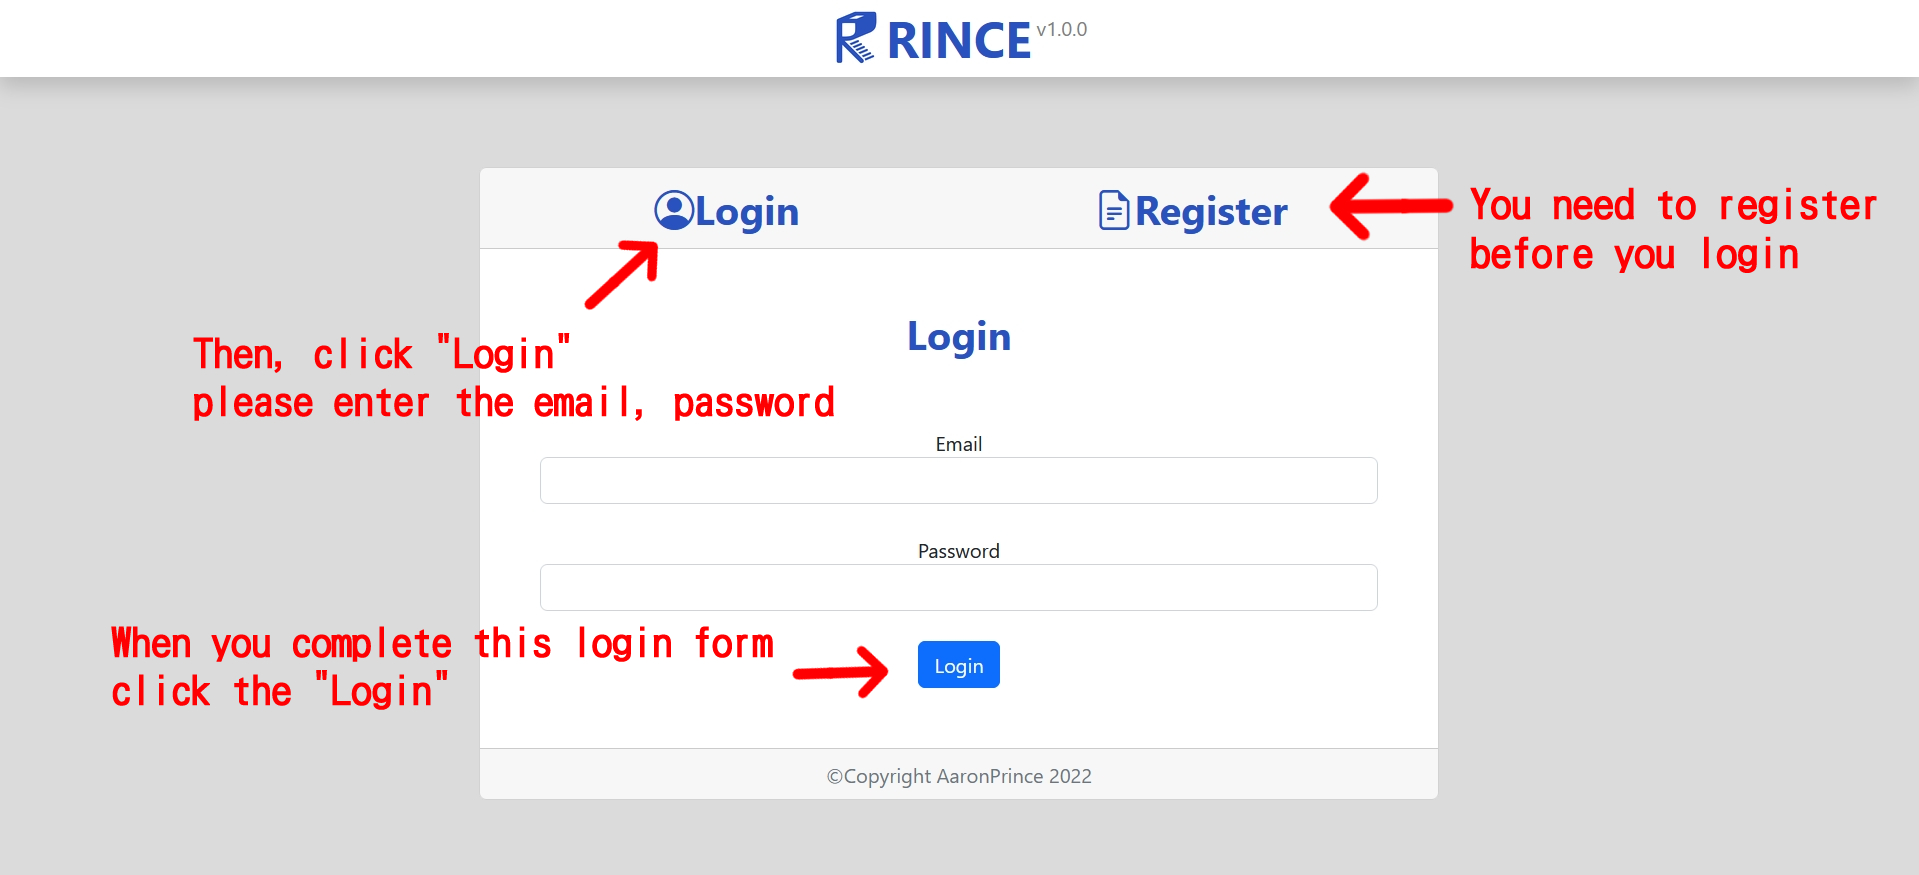 RINCE v1.0.0
Login
Register
You need to register
before you login
Login
Then, click "Login"
please enter the email, password
Email
Password
When you complete this login form
click the "Login"
Login
©Copyright AaronPrince 2022